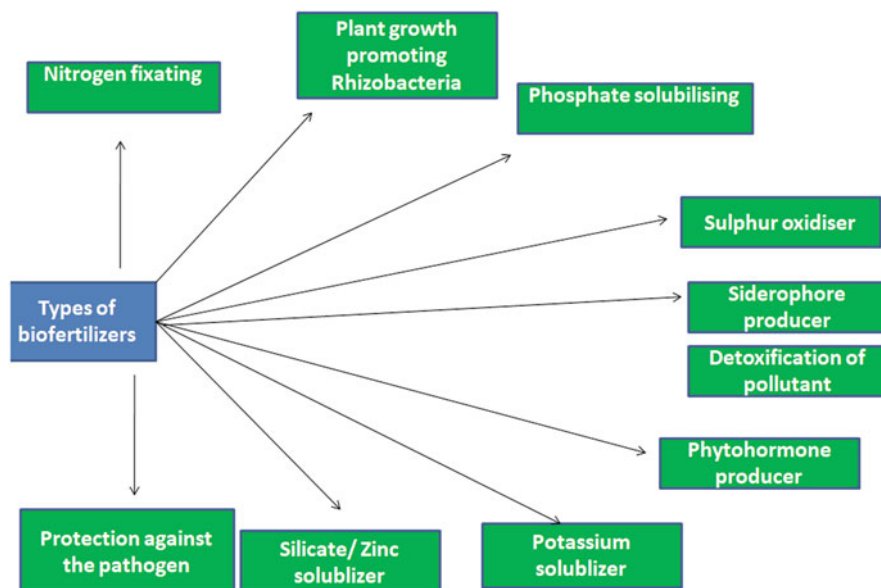 Nitrogen fixating
Plant growth
promoting
Rhizobacteria
Phosphate solubilising
Sulphur oxidiser
Siderophore
producer
Detoxification of
pollutant
Phytohormone
producer
Potassium
solublizer
Silicate/ Zinc
solublizer
Protection against
the pathogen
Types of
biofertilizers